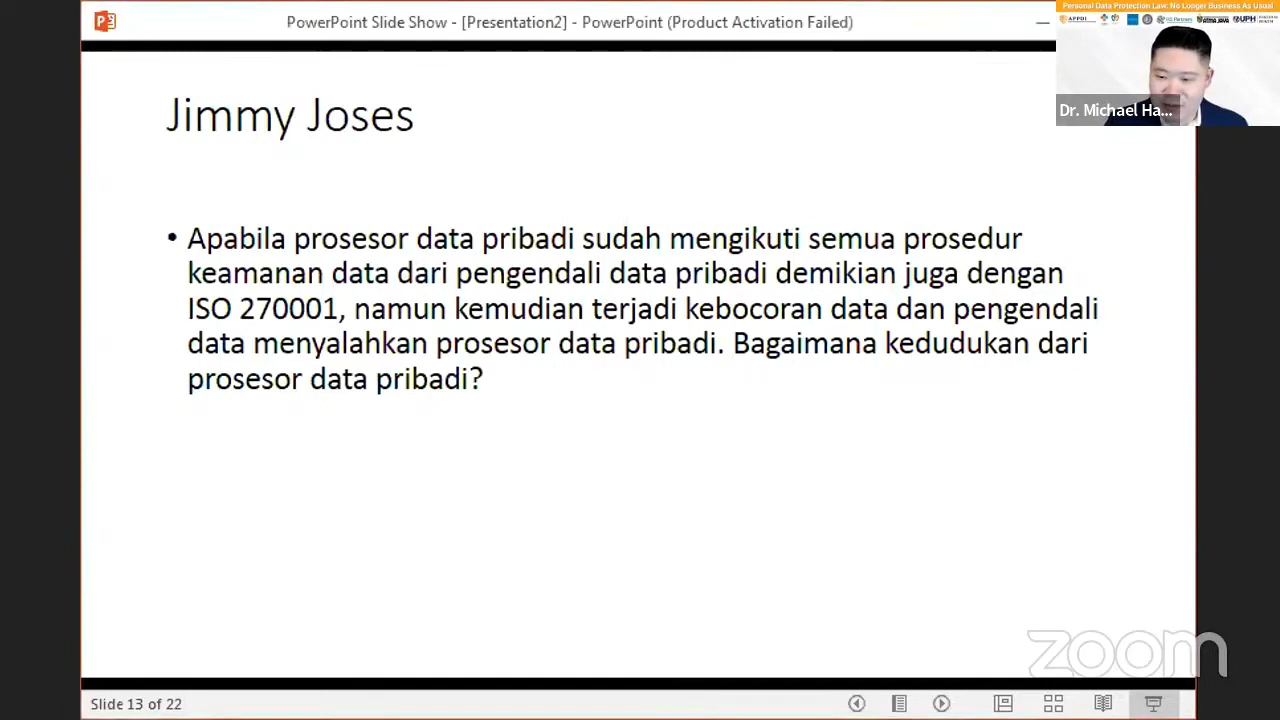 PowerPoint Slide Show - [Presentation2] - PowerPoint (Product Activation Failed)
Personal Data Protection Law: No Longer Business As Usual
APPDI
UPH
Dr. Michael Ha...
Jimmy Joses
• Apabila prosesor data pribadi sudah mengikuti semua prosedur
keamanan data dari pengendali data pribadi demikian juga dengan
ISO 270001, namun kemudian terjadi kebocoran data dan pengendali
data menyalahkan prosesor data pribadi. Bagaimana kedudukan dari
prosesor data pribadi?
zoom
Slide 13 of 22